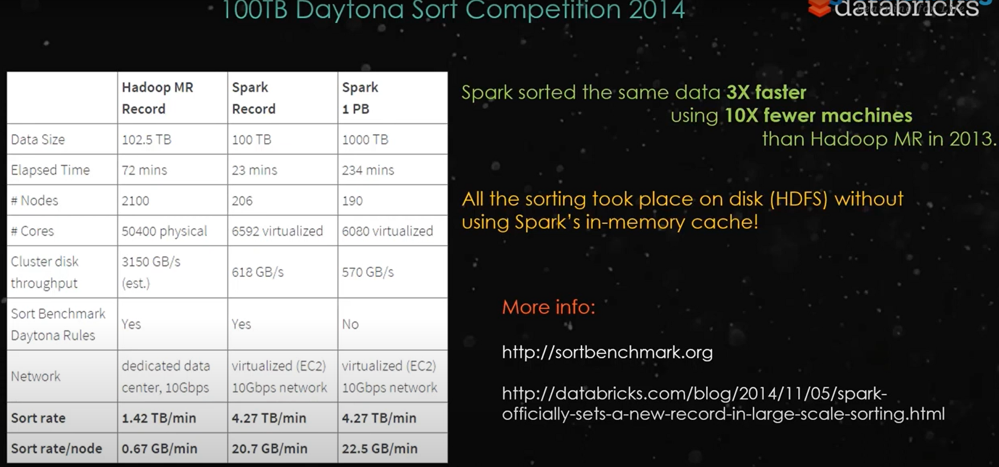 100TB Daytona Sort Competition 2014
databricks
Hadoop MR Record | Spark Record | Spark 1 PB
Data Size | 102.5 TB | 100 TB | 1000 TB
Elapsed Time | 72 mins | 23 mins | 234 mins
# Nodes | 2100 | 206 | 190
# Cores | 50400 physical | 6592 virtualized | 6080 virtualized
Cluster disk throughput | 3150 GB/s (est.) | 618 GB/s | 570 GB/s
Sort Benchmark Daytona Rules | Yes | Yes | No
Network | dedicated data center, 10Gbps | virtualized (EC2) 10Gbps network | virtualized (EC2) 10Gbps network
Sort rate | 1.42 TB/min | 4.27 TB/min | 4.27 TB/min
Sort rate/node | 0.67 GB/min | 20.7 GB/min | 22.5 GB/min
Spark sorted the same data 3X faster
using 10X fewer machines
than Hadoop MR in 2013.
All the sorting took place on disk (HDFS) without
using Spark's in-memory cache!
More info:
http://sortbenchmark.org
http://databricks.com/blog/2014/11/05/spark-
officially-sets-a-new-record-in-large-scale-sorting.html